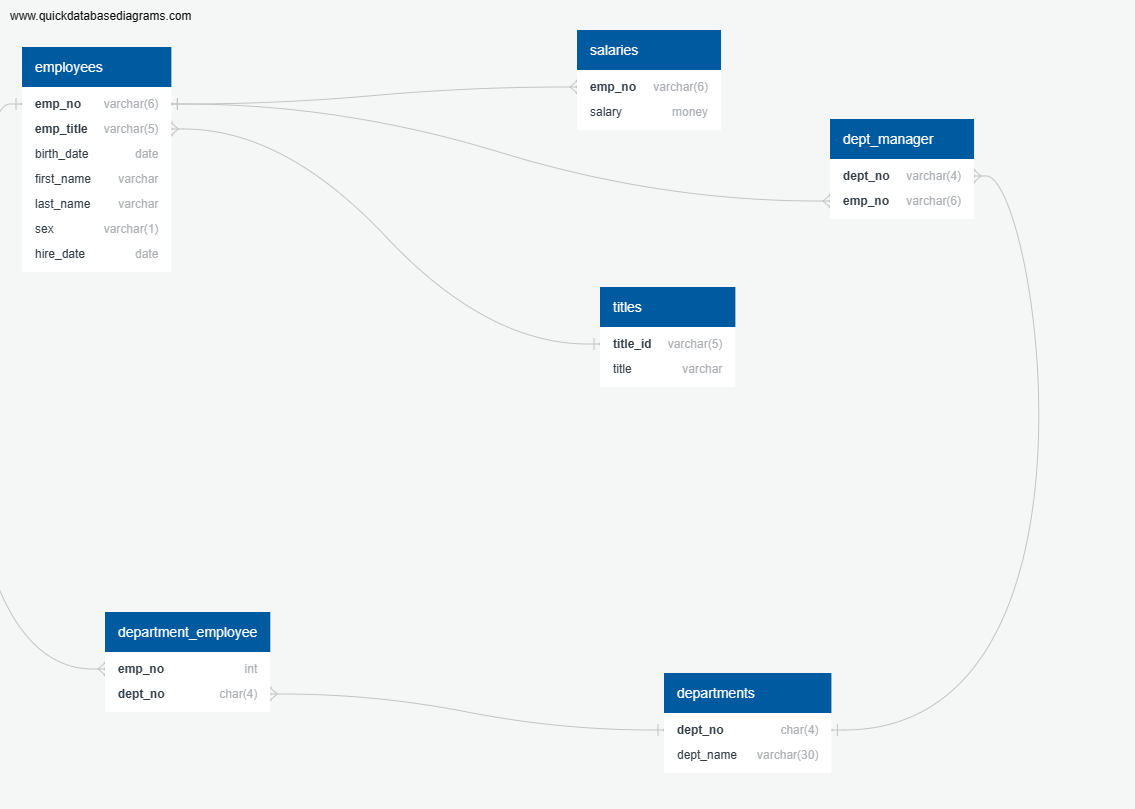 www.quickdatabasediagrams.com
employees
emp_no varchar(6)
emp_title varchar(5)
birth_date date
first_name varchar
last_name varchar
sex varchar(1)
hire_date date
salaries
emp_no varchar(6)
salary money
dept_manager
dept_no varchar(4)
emp_no varchar(6)
titles
title_id varchar(5)
title varchar
department_employee
emp_no int
dept_no char(4)
departments
dept_no char(4)
dept_name varchar(30)